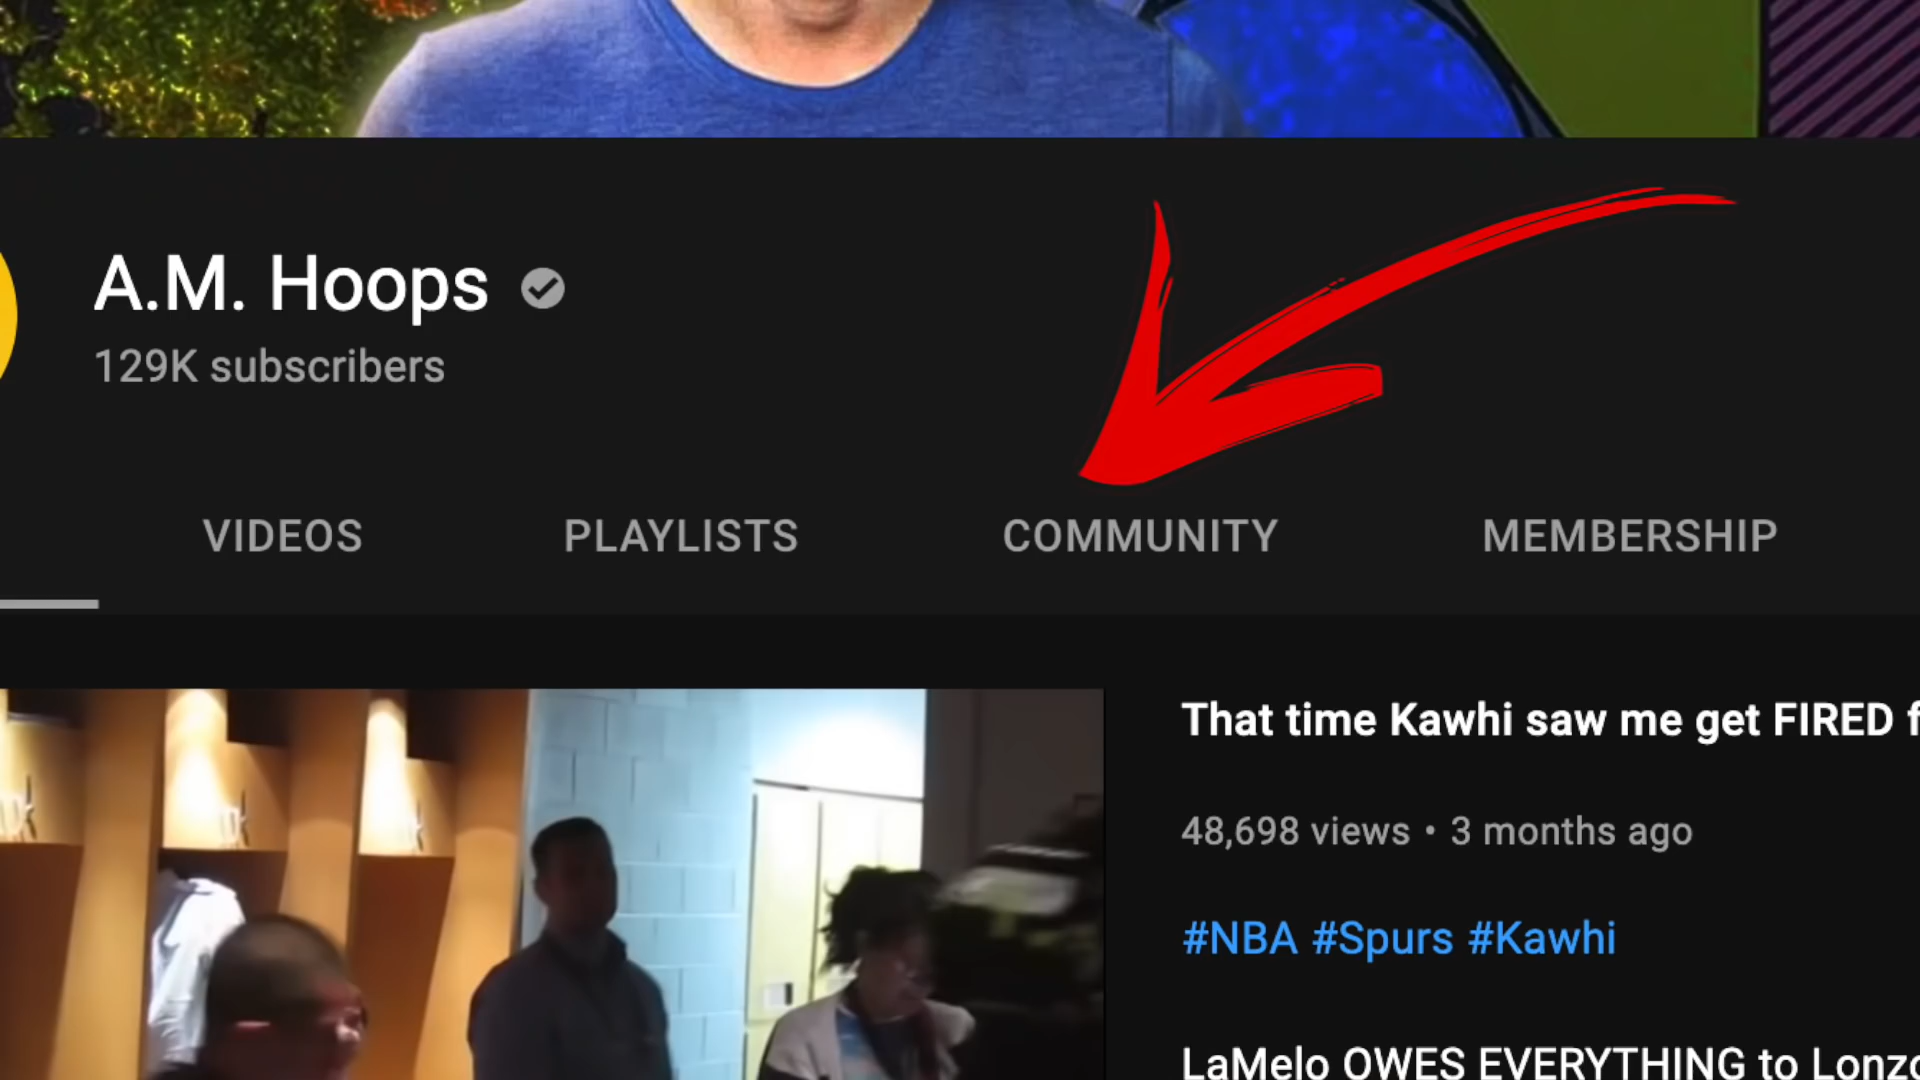 A.M. Hoops
129K subscribers
VIDEOS PLAYLISTS COMMUNITY MEMBERSHIP
That time Kawhi saw me get FIRED
48,698 views • 3 months ago
#NBA #Spurs #Kawhi
LaMelo OWES EVERYTHING to Lonzo